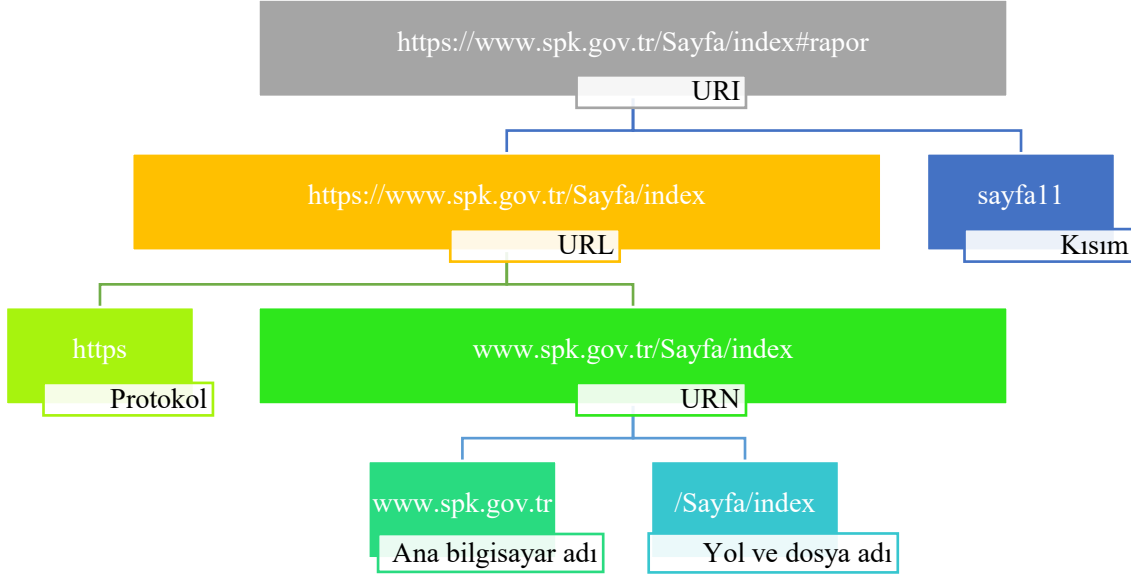 https://www.spk.gov.tr/Sayfa/index#rapor
URI
https://www.spk.gov.tr/Sayfa/index
URL
sayfa11
Kısım
https
Protokol
www.spk.gov.tr/Sayfa/index
URN
www.spk.gov.tr
Ana bilgisayar adı
/Sayfa/index
Yol ve dosya adı